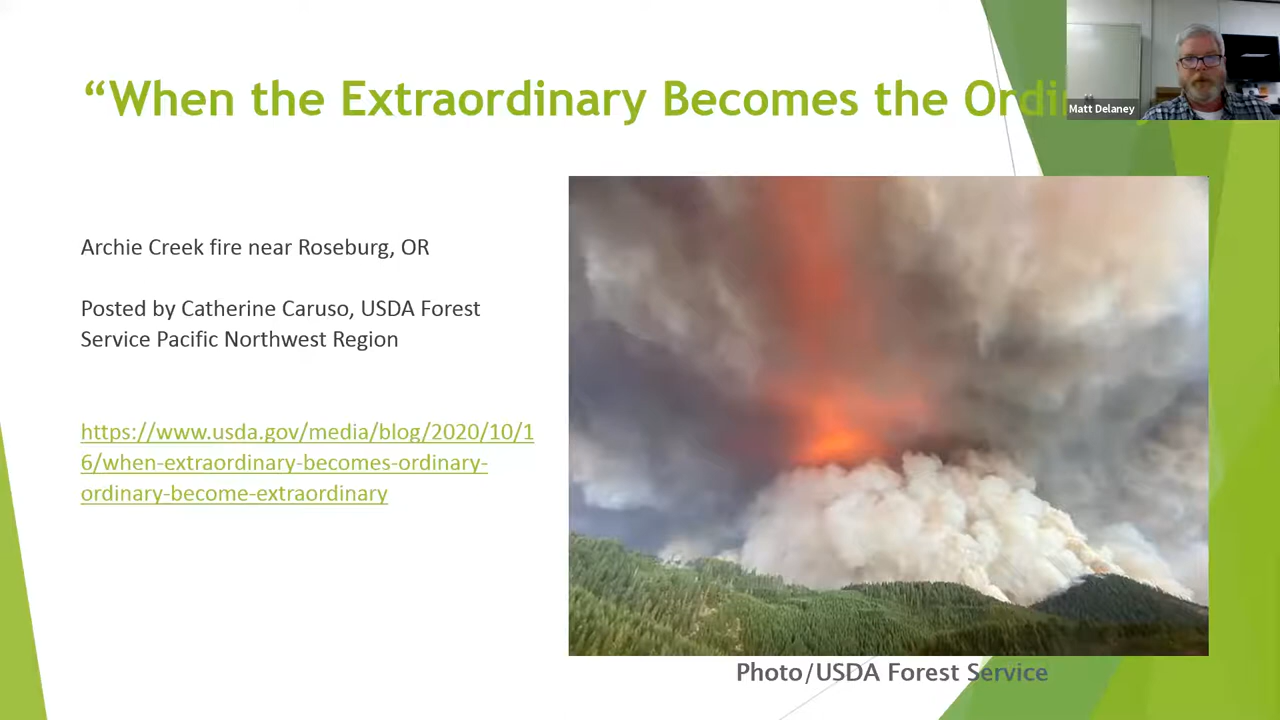 “When the Extraordinary Becomes the Ordinary
Matt Delaney
Archie Creek fire near Roseburg, OR
Posted by Catherine Caruso, USDA Forest
Service Pacific Northwest Region
https://www.usda.gov/media/blog/2020/10/1
6/when-extraordinary-becomes-ordinary-
ordinary-become-extraordinary
Photo/USDA Forest Service